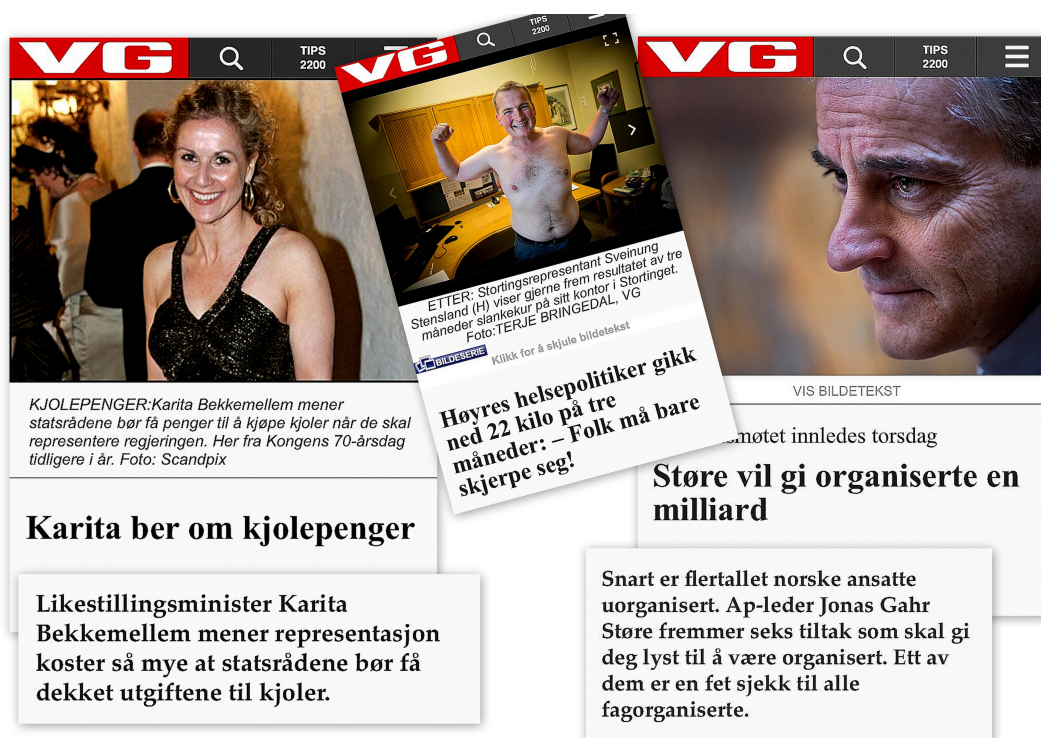 VG
TIPS
2200
KJOLEPENGER:Karita Bekkemellem mener
statsrådene bør få penger til å kjøpe kjoler når de skal
representere regjeringen. Her fra Kongens 70-årsdag
tidligere i år. Foto: Scandpix
Karita ber om kjolepenger
Likestillingsminister Karita
Bekkemellem mener representasjon
koster så mye at statsrådene bør få
dekket utgiftene til kjoler.
VG
TIPS
2200
ETTER: Stortingsrepresentant Sveinung
Stensland (H) viser gjerne frem resultatet av tre
måneder slankekur på sitt kontor i Stortinget.
Foto:TERJE BRINGEDAL, VG
BILDESERIE
Klikk for å skjule bildetekst
Høyres helsepolitiker gikk
ned 22 kilo på tre
måneder: – Folk må bare
skjerpe seg!
VG
TIPS
2200
VIS BILDETEKST
smøtet innledes torsdag
Støre vil gi organiserte en
milliard
Snart er flertallet norske ansatte
uorganisert. Ap-leder Jonas Gahr
Støre fremmer seks tiltak som skal gi
deg lyst til å være organisert. Ett av
dem er en fet sjekk til alle
fagorganiserte.